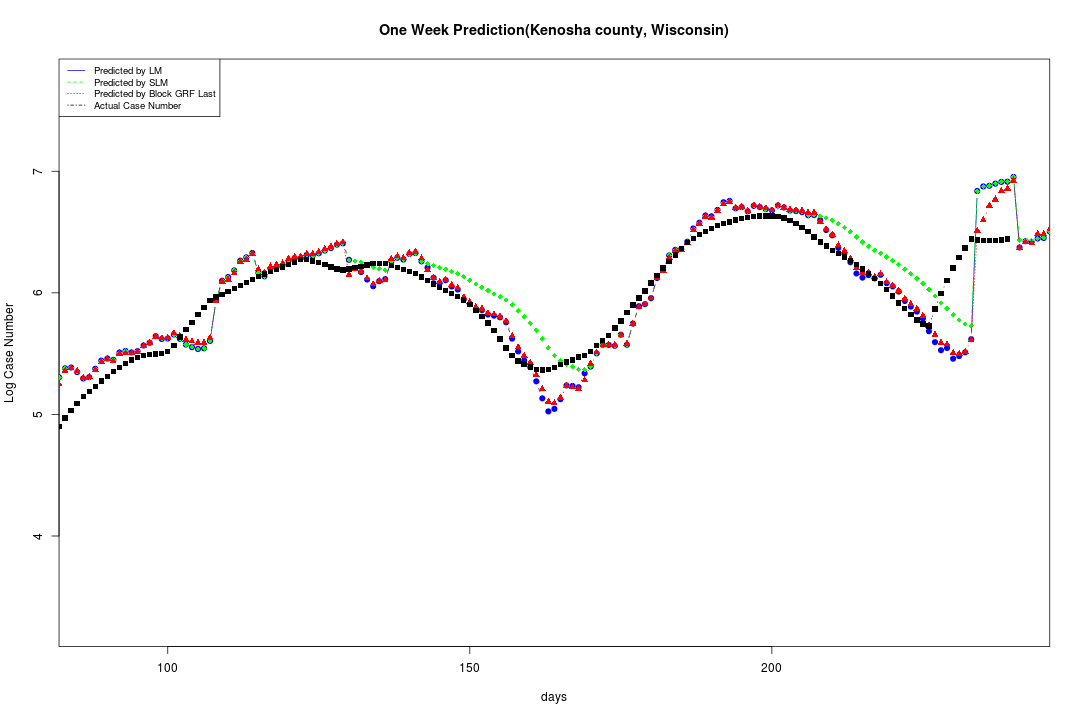 One Week Prediction(Kenosha county, Wisconsin)
Predicted by LM
Predicted by SLM
Predicted by Block GRF Last
Actual Case Number
7
6
5
4
Log Case Number
100 150 200
days